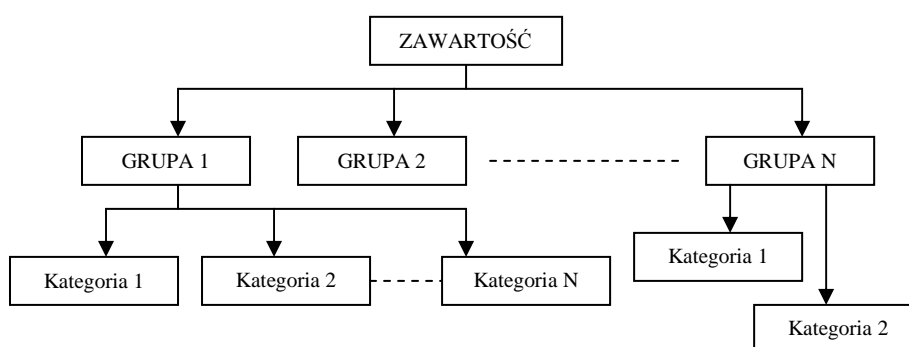 ZAWARTOŚĆ
GRUPA 1
GRUPA 2
GRUPA N
Kategoria 1
Kategoria 2
Kategoria N
Kategoria 1
Kategoria 2